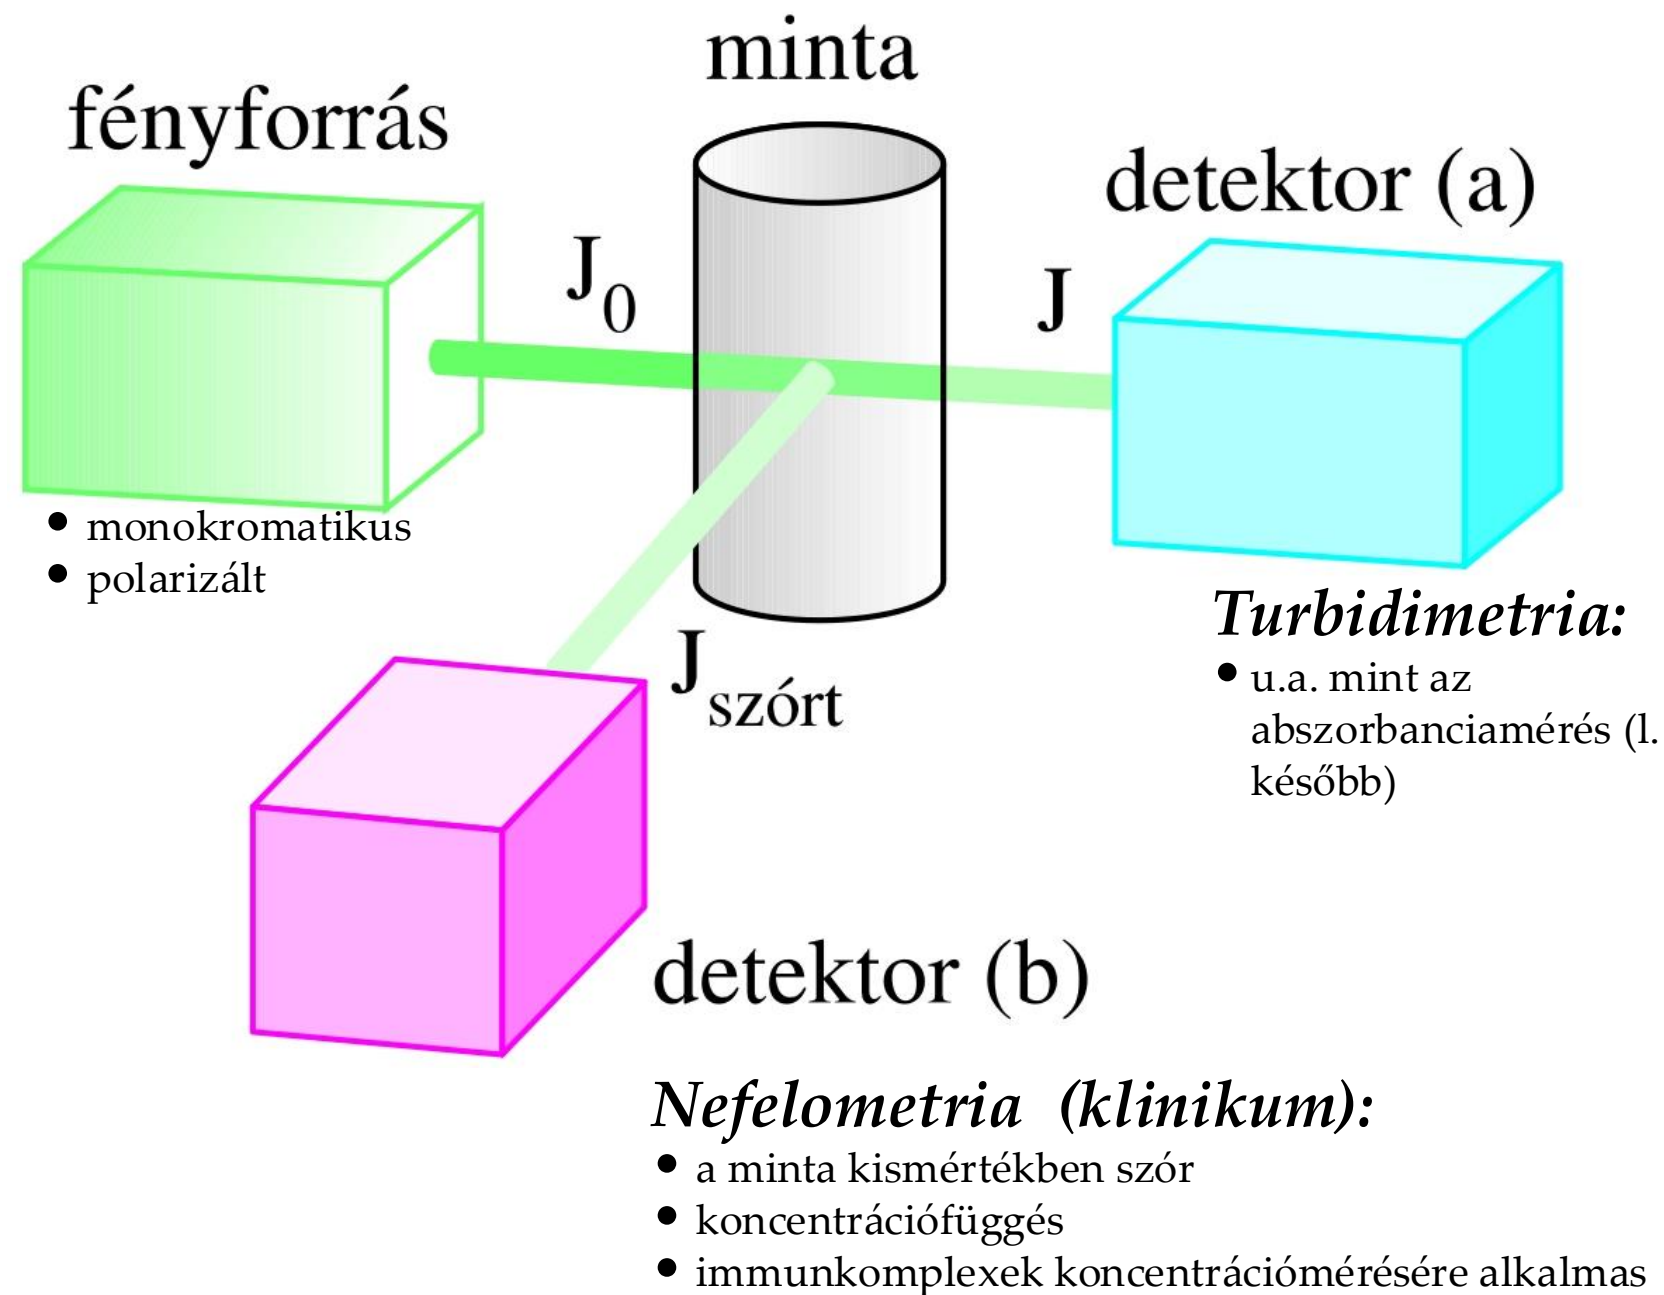 minta
fényforrás
detektor (a)
J₀
J
• monokromatikus
• polarizált
Turbidimetria:
• u.a. mint az
abszorbanciamérés (l.
később)
J szórt
detektor (b)
Nefelometria (klinikum):
• a minta kismértékben szór
• koncentrációfüggés
• immunkomplexek koncentrációmérésére alkalmas